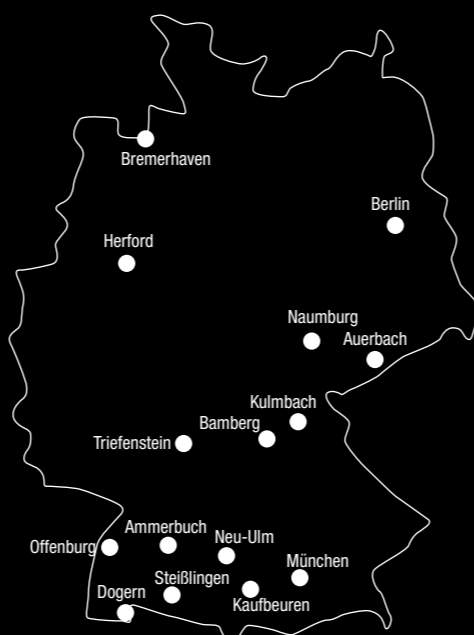 Bremerhaven
Berlin
Herford
Naumburg
Auerbach
Kulmbach
Bamberg
Triefenstein
Ammerbuch
Neu-Ulm
Offenburg
München
Steißlingen
Dogern
Kaufbeuren